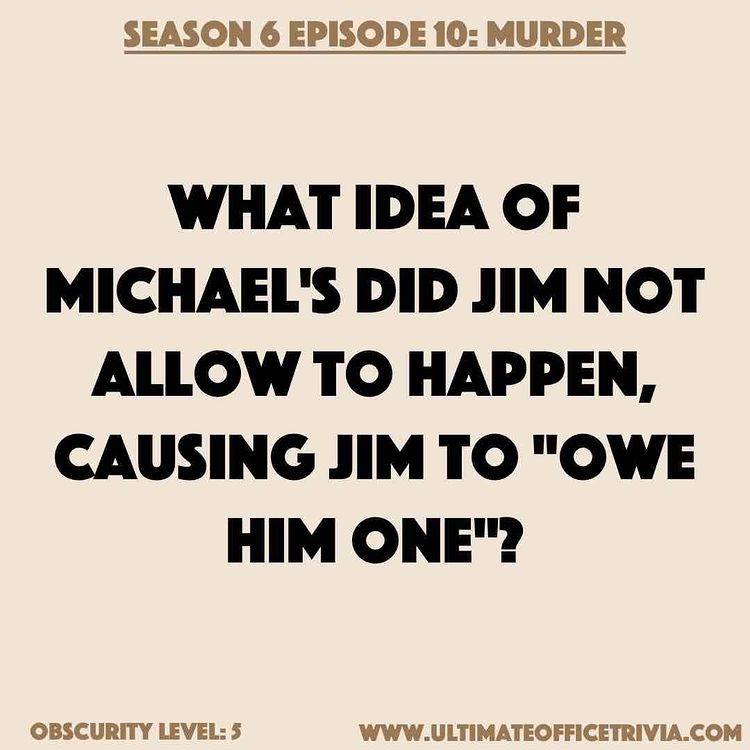 SEASON 6 EPISODE 10: MURDER
WHAT IDEA OF
MICHAEL'S DID JIM NOT
ALLOW TO HAPPEN,
CAUSING JIM TO "OWE
HIM ONE"?
OBSCURITY LEVEL: 5
WWW.ULTIMATEOFFICETRIVIA.COM